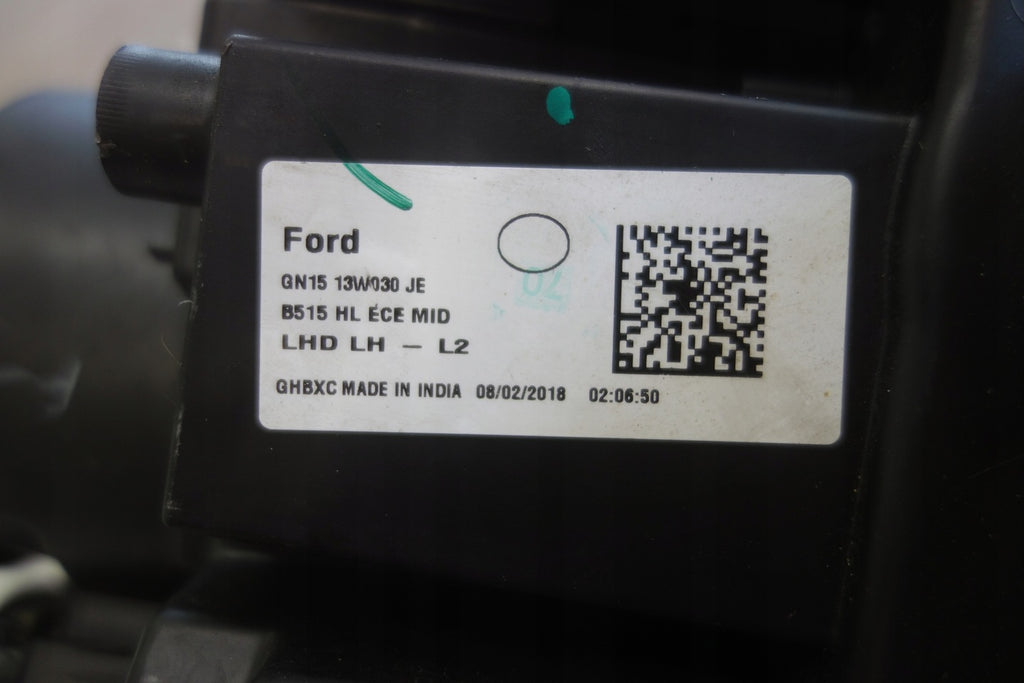 Ford
GN15 13W030 JE
B515 HL ECE MID
LHD LH - L2
GHBXC MADE IN INDIA 08/02/2018 02:06:50
02